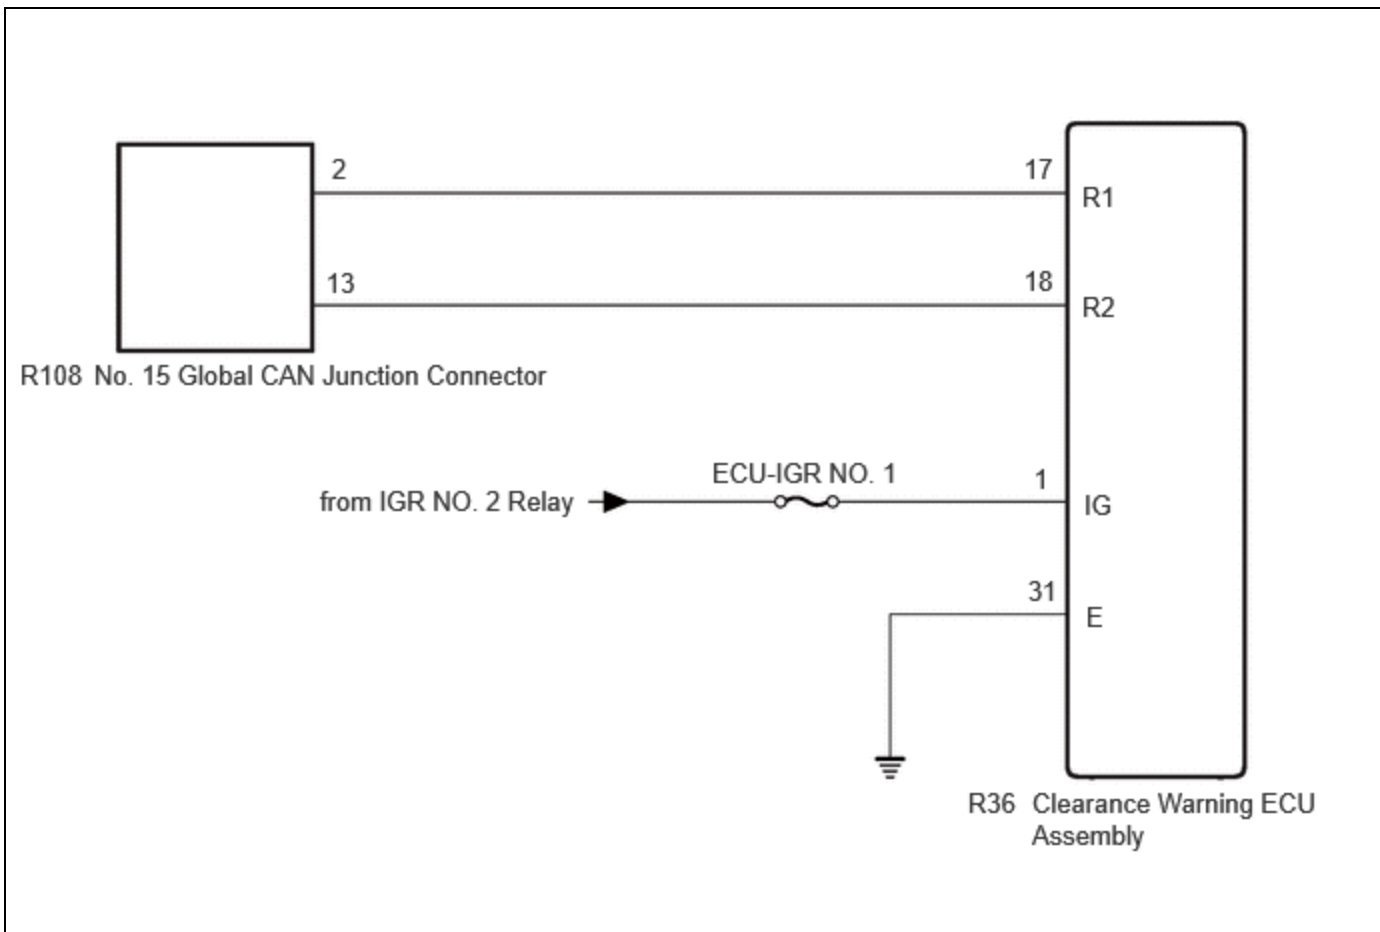 2
17
R1
13
18
R2
R108 No. 15 Global CAN Junction Connector
ECU-IGR NO. 1
1
from IGR NO. 2 Relay
IG
31
E
R36 Clearance Warning ECU
Assembly